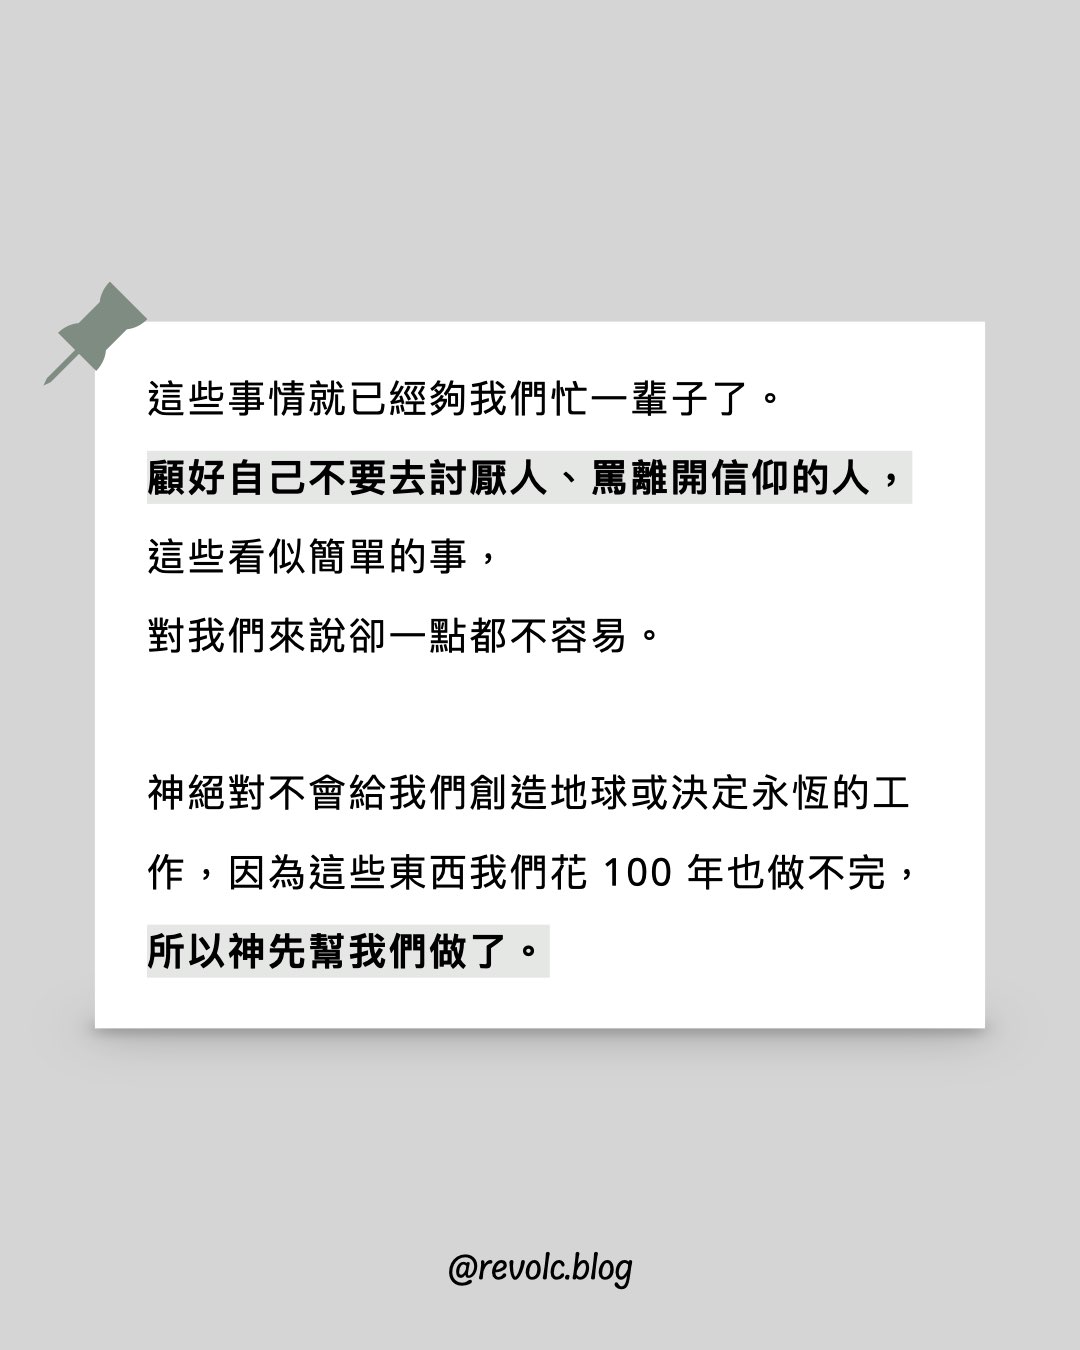 這些事情就已經夠我們忙一輩子了。
顧好自己不要去討厭人、罵離開信仰的人，
這些看似簡單的事，
對我們來說卻一點都不容易。
神絕對不會給我們創造地球或決定永恆的工
作，因為這些東西我們花 100 年也做不完，
所以神先幫我們做了。
@revolc.blog